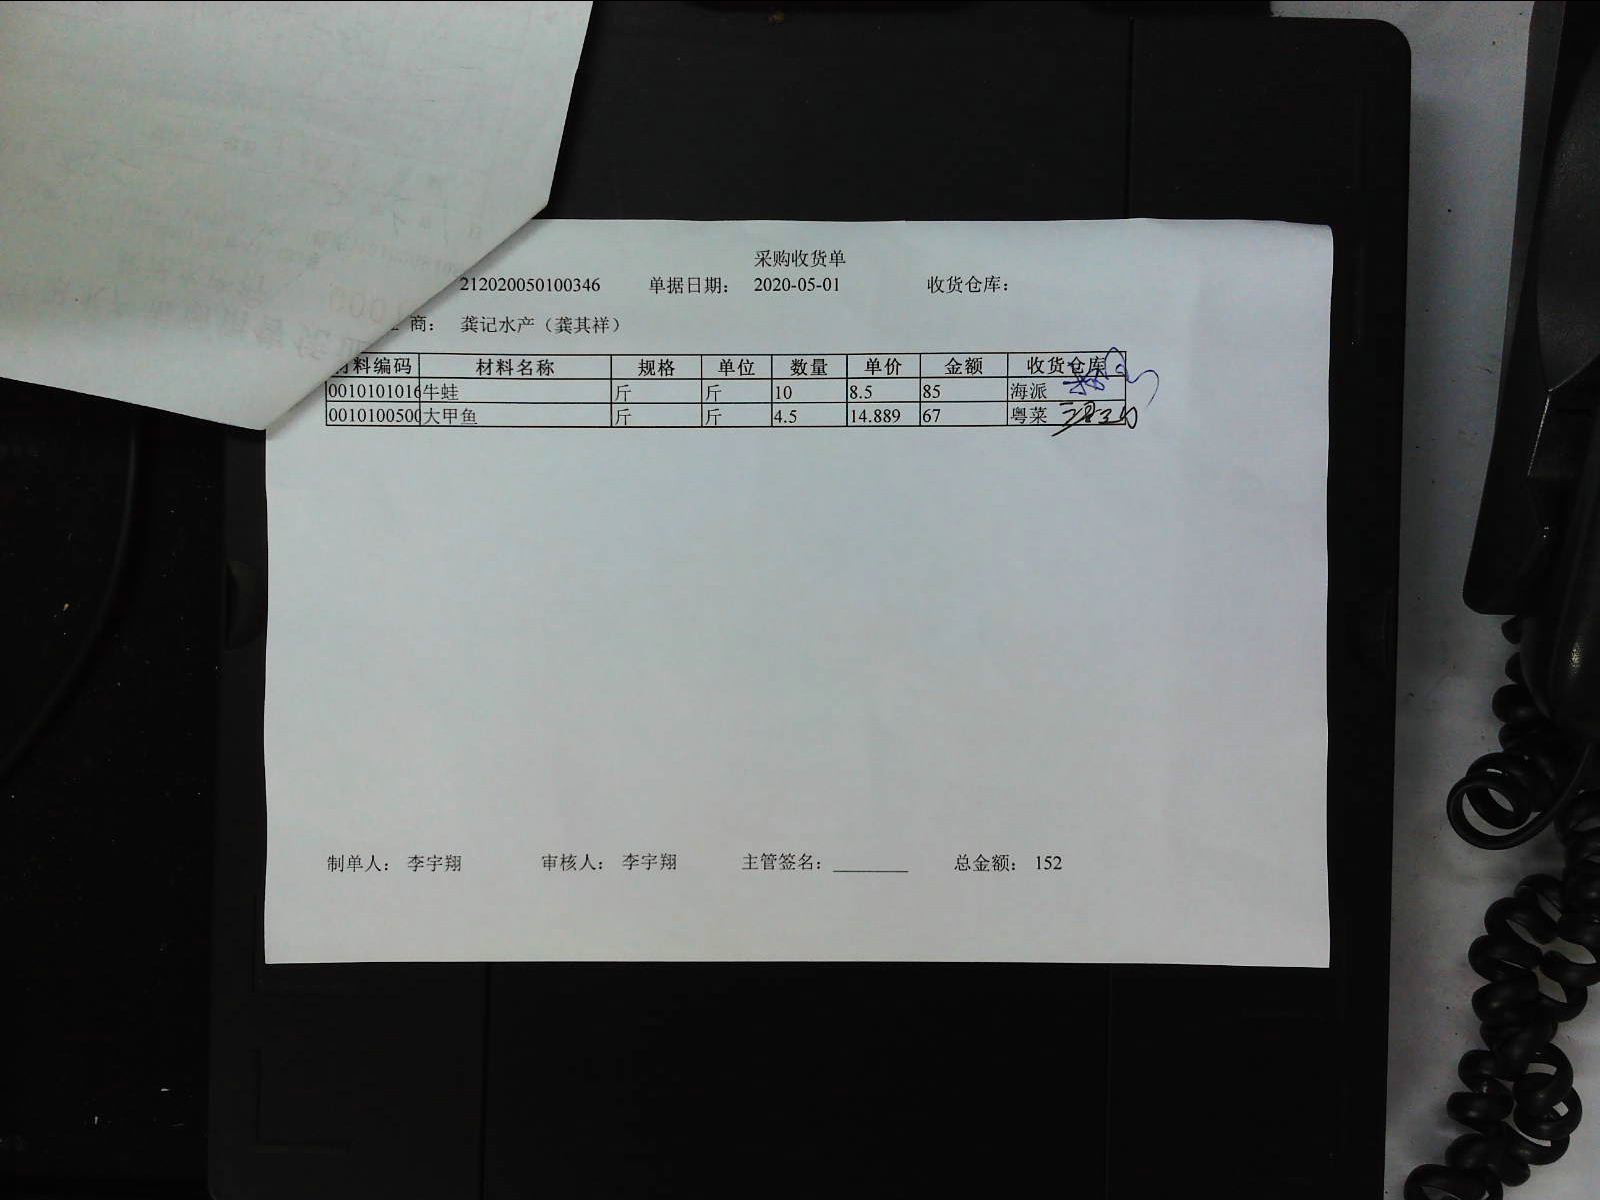 采购收货单
212020050100346 单据日期: 2020-05-01 收货仓库:
商: 龚记水产（龚其祥）
料编码 材料名称 规格 单位 数量 单价 金额 收货仓库
0010101016 牛蛙 斤 斤 10 8.5 85 海派
0010100500 大甲鱼 斤 斤 4.5 14.889 67 粤菜
制单人: 李宇翔 审核人: 李宇翔 主管签名: ________ 总金额: 152